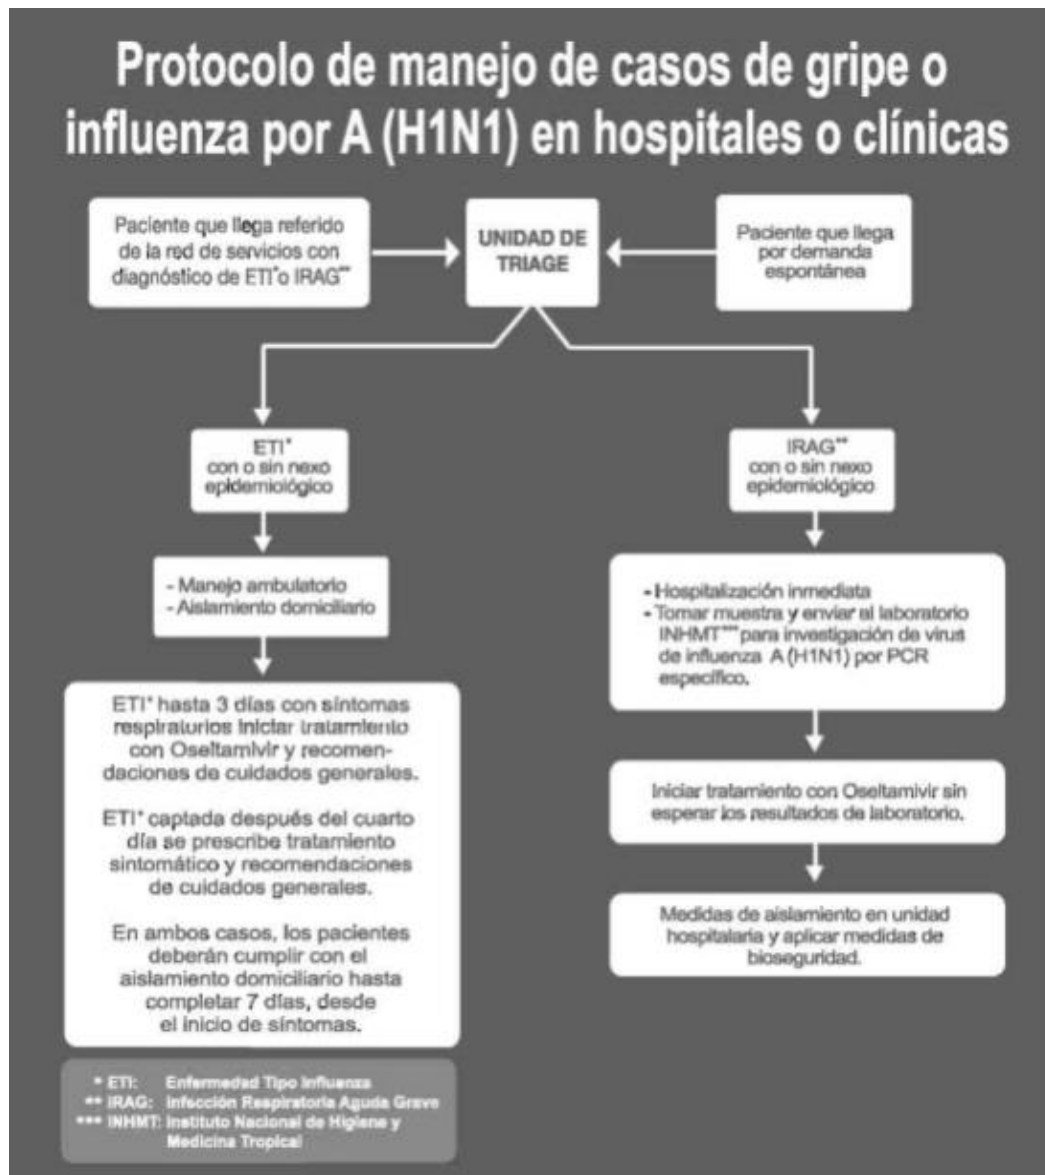 Protocolo de manejo de casos de gripe o
influenza por A (H1N1) en hospitales o clínicas
Paciente que llega referido
de la red de servicios con
diagnóstico de ETI* o IRAG**
UNIDAD DE
TRIAGE
Paciente que llega
por demanda
espontánea
ETI*
con o sin nexo
epidemiológico
- Manejo ambulatorio
- Aislamiento domiciliario
ETI* hasta 3 días con síntomas
respiratorios iniciar tratamiento
con Oseltamivir y recomen-
daciones de cuidados generales.
ETI* captada después del cuarto
día se prescribe tratamiento
sintomático y recomendaciones
de cuidados generales.
En ambos casos, los pacientes
deberán cumplir con el
aislamiento domiciliario hasta
completar 7 días, desde
el inicio de síntomas.
IRAG**
con o sin nexo
epidemiológico
- Hospitalización inmediata
- Tomar muestra y enviar al laboratorio
INHMT*** para investigación de virus
de influenza A (H1N1) por PCR
específico.
Iniciar tratamiento con Oseltamivir sin
esperar los resultados de laboratorio.
Medidas de aislamiento en unidad
hospitalaria y aplicar medidas de
bioseguridad.
* ETI: Enfermedad Tipo Influenza
** IRAG: Infección Respiratoria Aguda Grave
*** INHMT: Instituto Nacional de Higiene y
Medicina Tropical